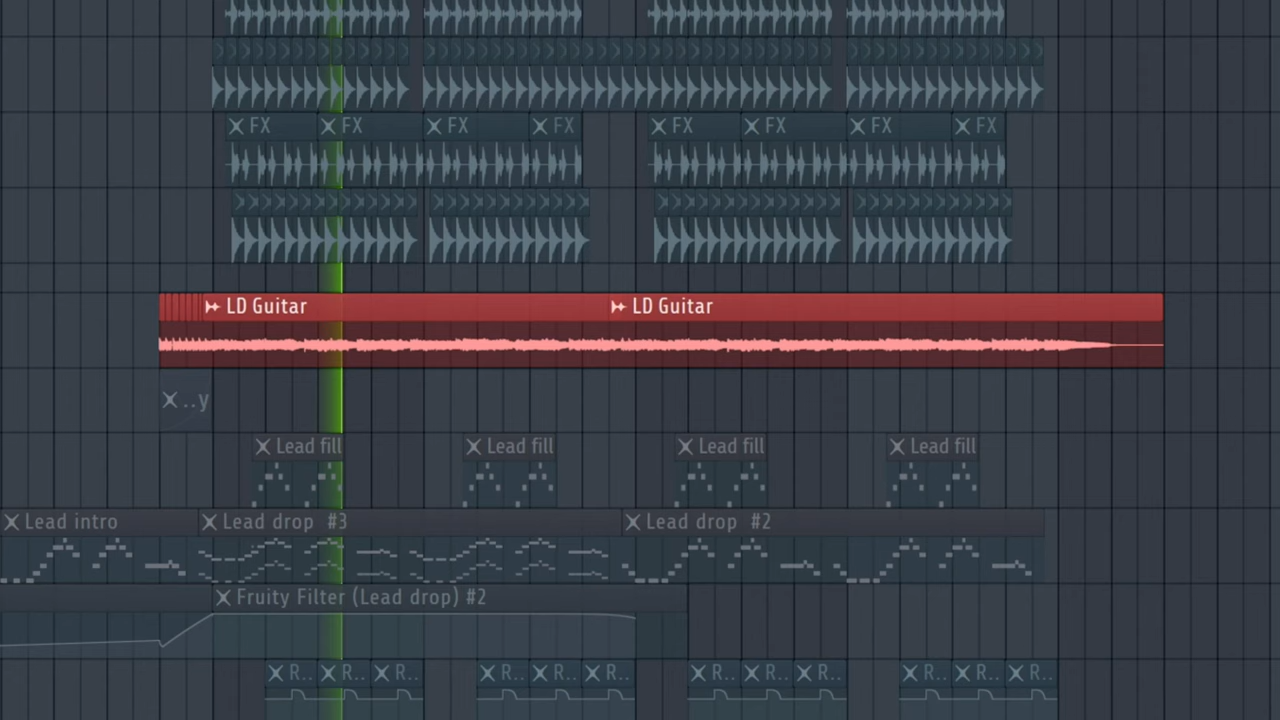 FX FX FX FX FX FX FX FX
LD Guitar LD Guitar
..y
Lead fill Lead fill Lead fill Lead fill
Lead intro Lead drop #3 Lead drop #2
Fruity Filter (Lead drop) #2
R.. R.. R.. R.. R.. R.. R.. R.. R.. R.. R.. R..